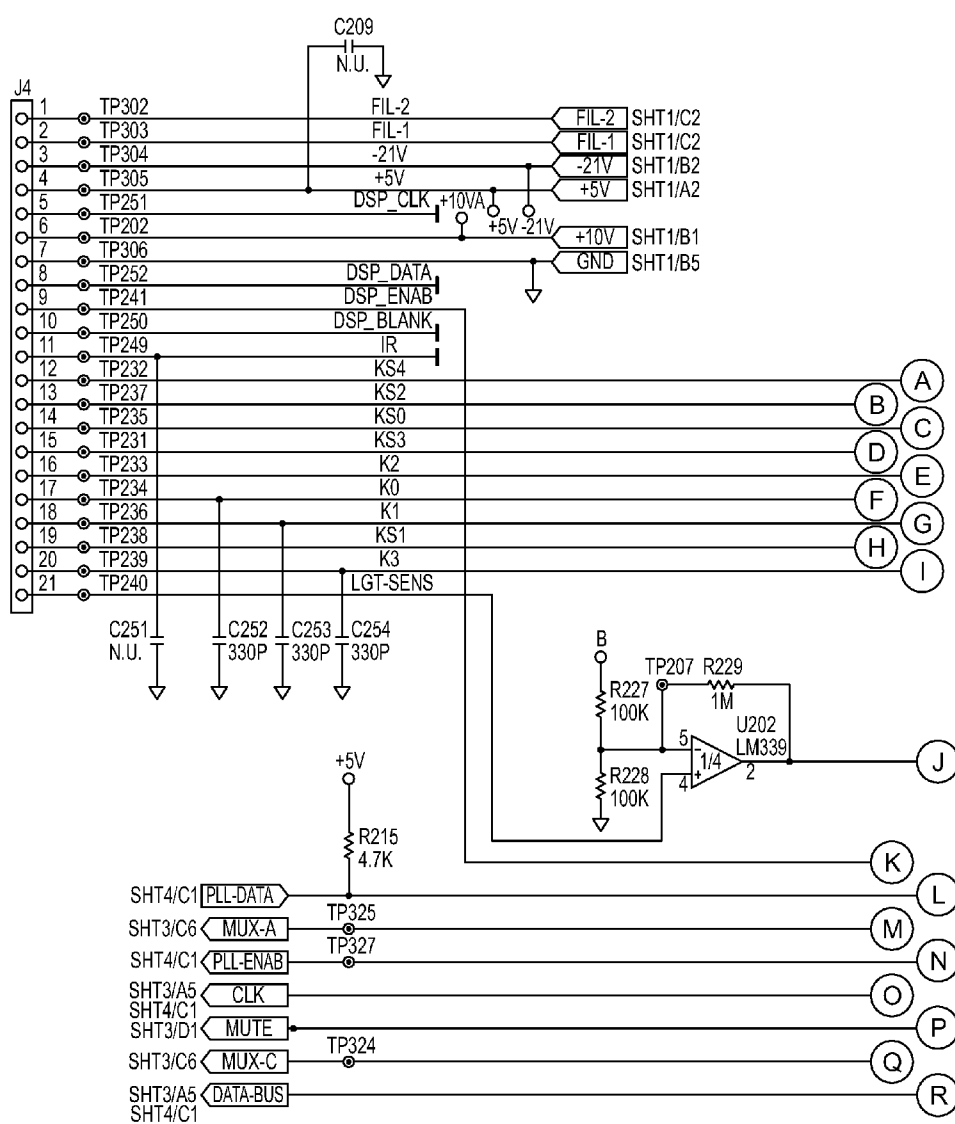 C209
N.U.
J4
1 TP302 FIL-2 FIL-2 SHT1/C2
2 TP303 FIL-1 FIL-1 SHT1/C2
3 TP304 -21V -21V SHT1/B2
4 TP305 +5V +5V SHT1/A2
5 TP251 DSP_CLK +10VA +5V -21V
6 TP202 +10V SHT1/B1
7 TP306 GND SHT1/B5
8 TP252 DSP_DATA
9 TP241 DSP_ENAB
10 TP250 DSP_BLANK
11 TP249 IR
12 TP232 KS4 A
13 TP237 KS2 B
14 TP235 KS0 C
15 TP231 KS3 D
16 TP233 K2 E
17 TP234 K0 F
18 TP236 K1 G
19 TP238 KS1 H
20 TP239 K3 I
21 TP240 LGT-SENS
C251 C252 C253 C254
N.U. 330P 330P 330P
B
TP207 R229
1M
R227
100K
U202
LM339
5 - 1/4
4 + 2
J
R228
100K
+5V
R215
4.7K
K
SHT4/C1 PLL-DATA L
SHT3/C6 MUX-A TP325 M
SHT4/C1 PLL-ENAB TP327 N
SHT3/A5 CLK O
SHT4/C1
SHT3/D1 MUTE P
SHT3/C6 MUX-C TP324 Q
SHT3/A5 DATA-BUS R
SHT4/C1